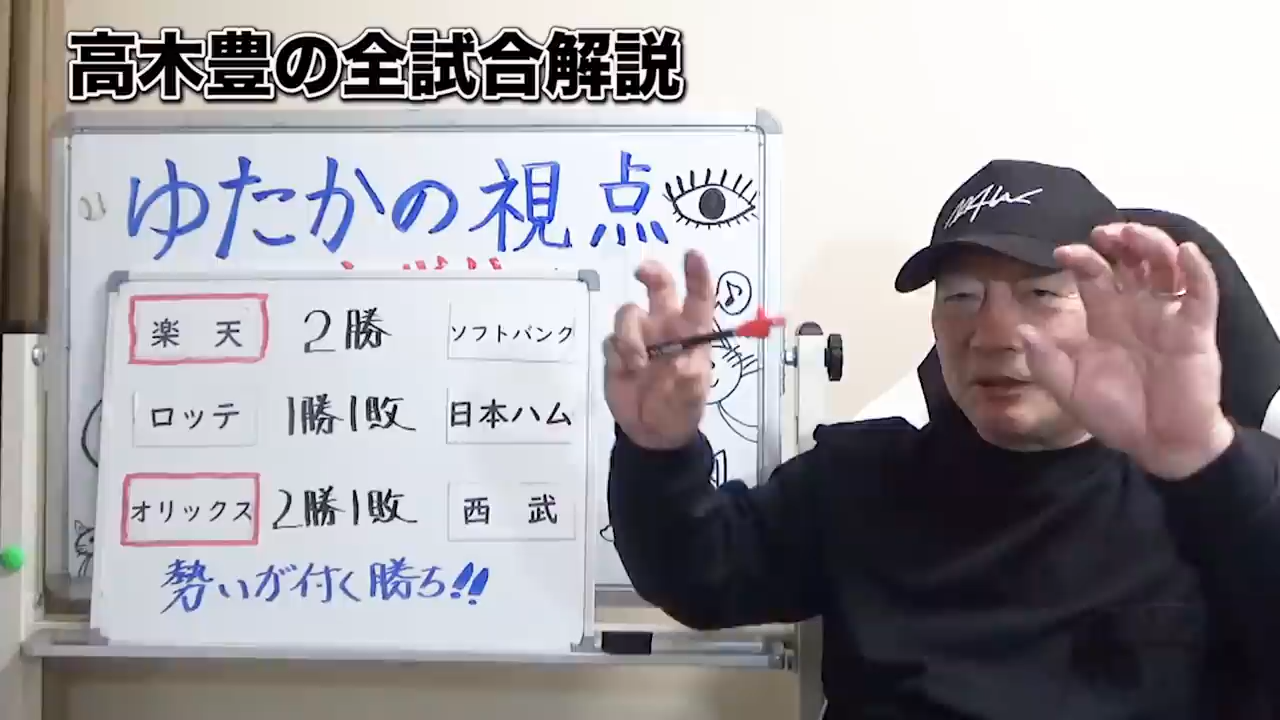 高木豊の全試合解説
ゆたかの視点
楽天 2勝 ソフトバンク
ロッテ 1勝1敗 日本ハム
オリックス 2勝1敗 西武
勢いが付く勝ち!!